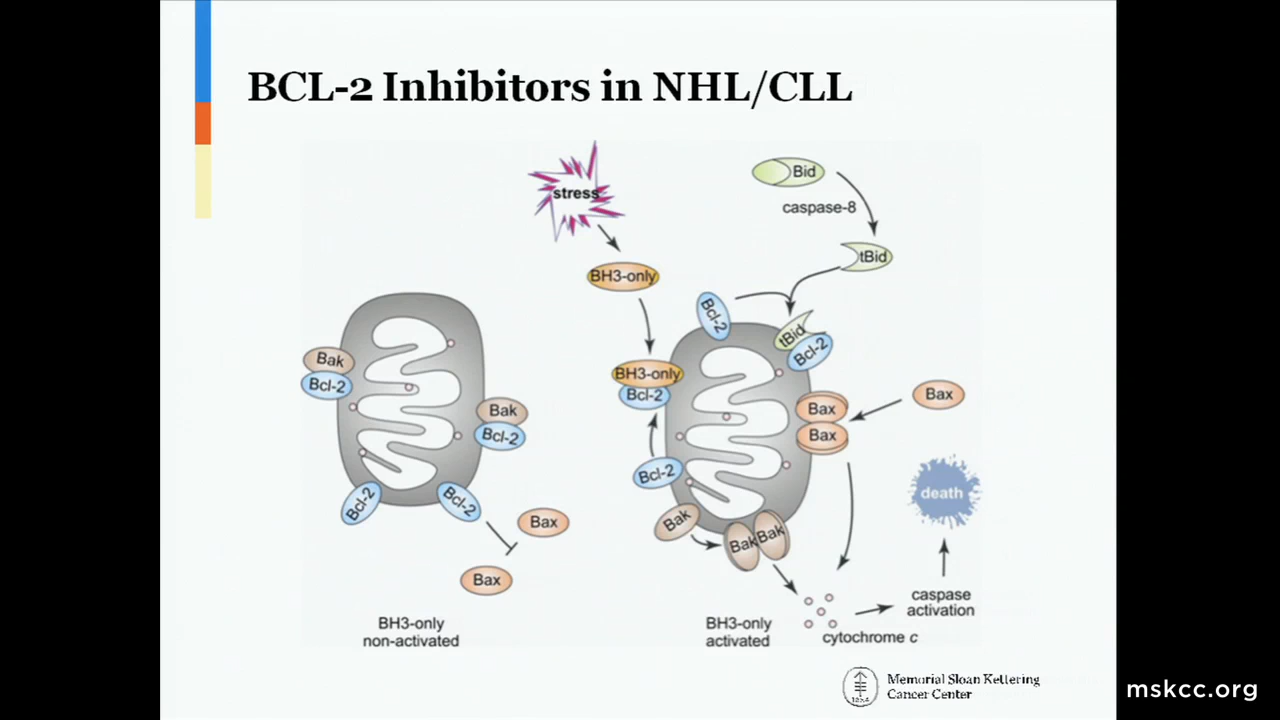 BCL-2 Inhibitors in NHL/CLL
stress
Bid
caspase-8
tBid
BH3-only
Bcl-2
tBid
Bcl-2
Bak
Bcl-2
BH3-only
Bcl-2
Bax
Bax
Bax
Bak
Bcl-2
Bcl-2
Bcl-2
Bcl-2
Bax
Bax
Bak
Bak
Bak
death
caspase
activation
cytochrome c
BH3-only
non-activated
BH3-only
activated
Memorial Sloan Kettering
Cancer Center
1884
mskcc.org